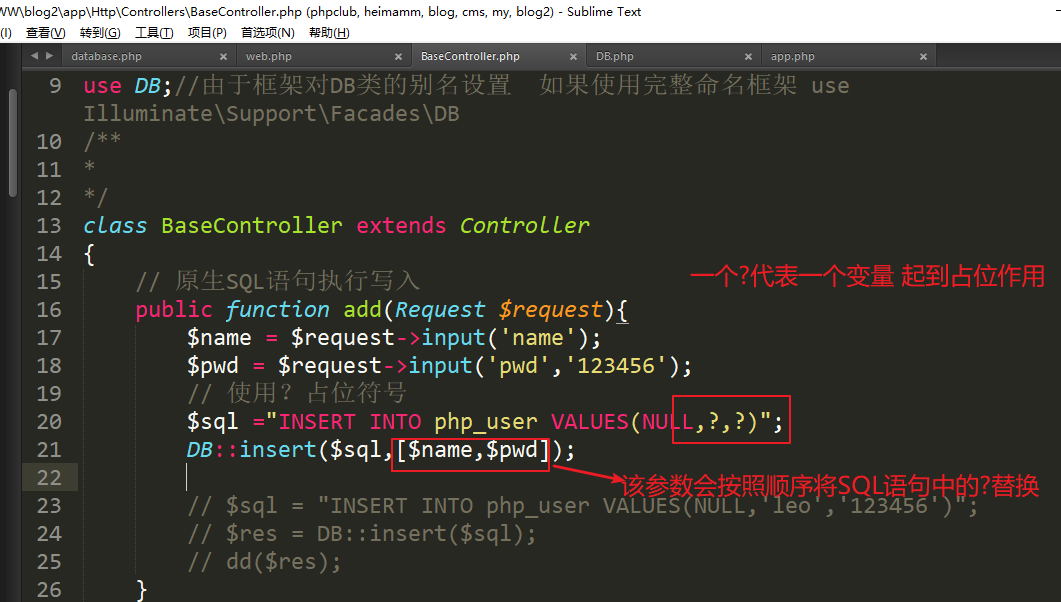 WW\blog2\app\Http\Controllers\BaseController.php (phpclub, heimamm, blog, cms, my, blog2) - Sublime Text
(I) 查看(V) 转到(G) 工具(T) 项目(P) 首选项(N) 帮助(H)
database.php × web.php × BaseController.php × DB.php × app.php ×
9 use DB;//由于框架对DB类的别名设置 如果使用完整命名框架 use
Illuminate\Support\Facades\DB
10 /**
11 *
12 */
13 class BaseController extends Controller
14 {
15 // 原生SQL语句执行写入
一个?代表一个变量 起到占位作用
16 public function add(Request $request){
17 $name = $request->input('name');
18 $pwd = $request->input('pwd','123456');
19 // 使用？占位符号
20 $sql ="INSERT INTO php_user VALUES(NULL,?,?)";
21 DB::insert($sql,[$name,$pwd]);
22
该参数会按照顺序将SQL语句中的?替换
23 // $sql = "INSERT INTO php_user VALUES(NULL,'leo','123456')";
24 // $res = DB::insert($sql);
25 // dd($res);
26 }